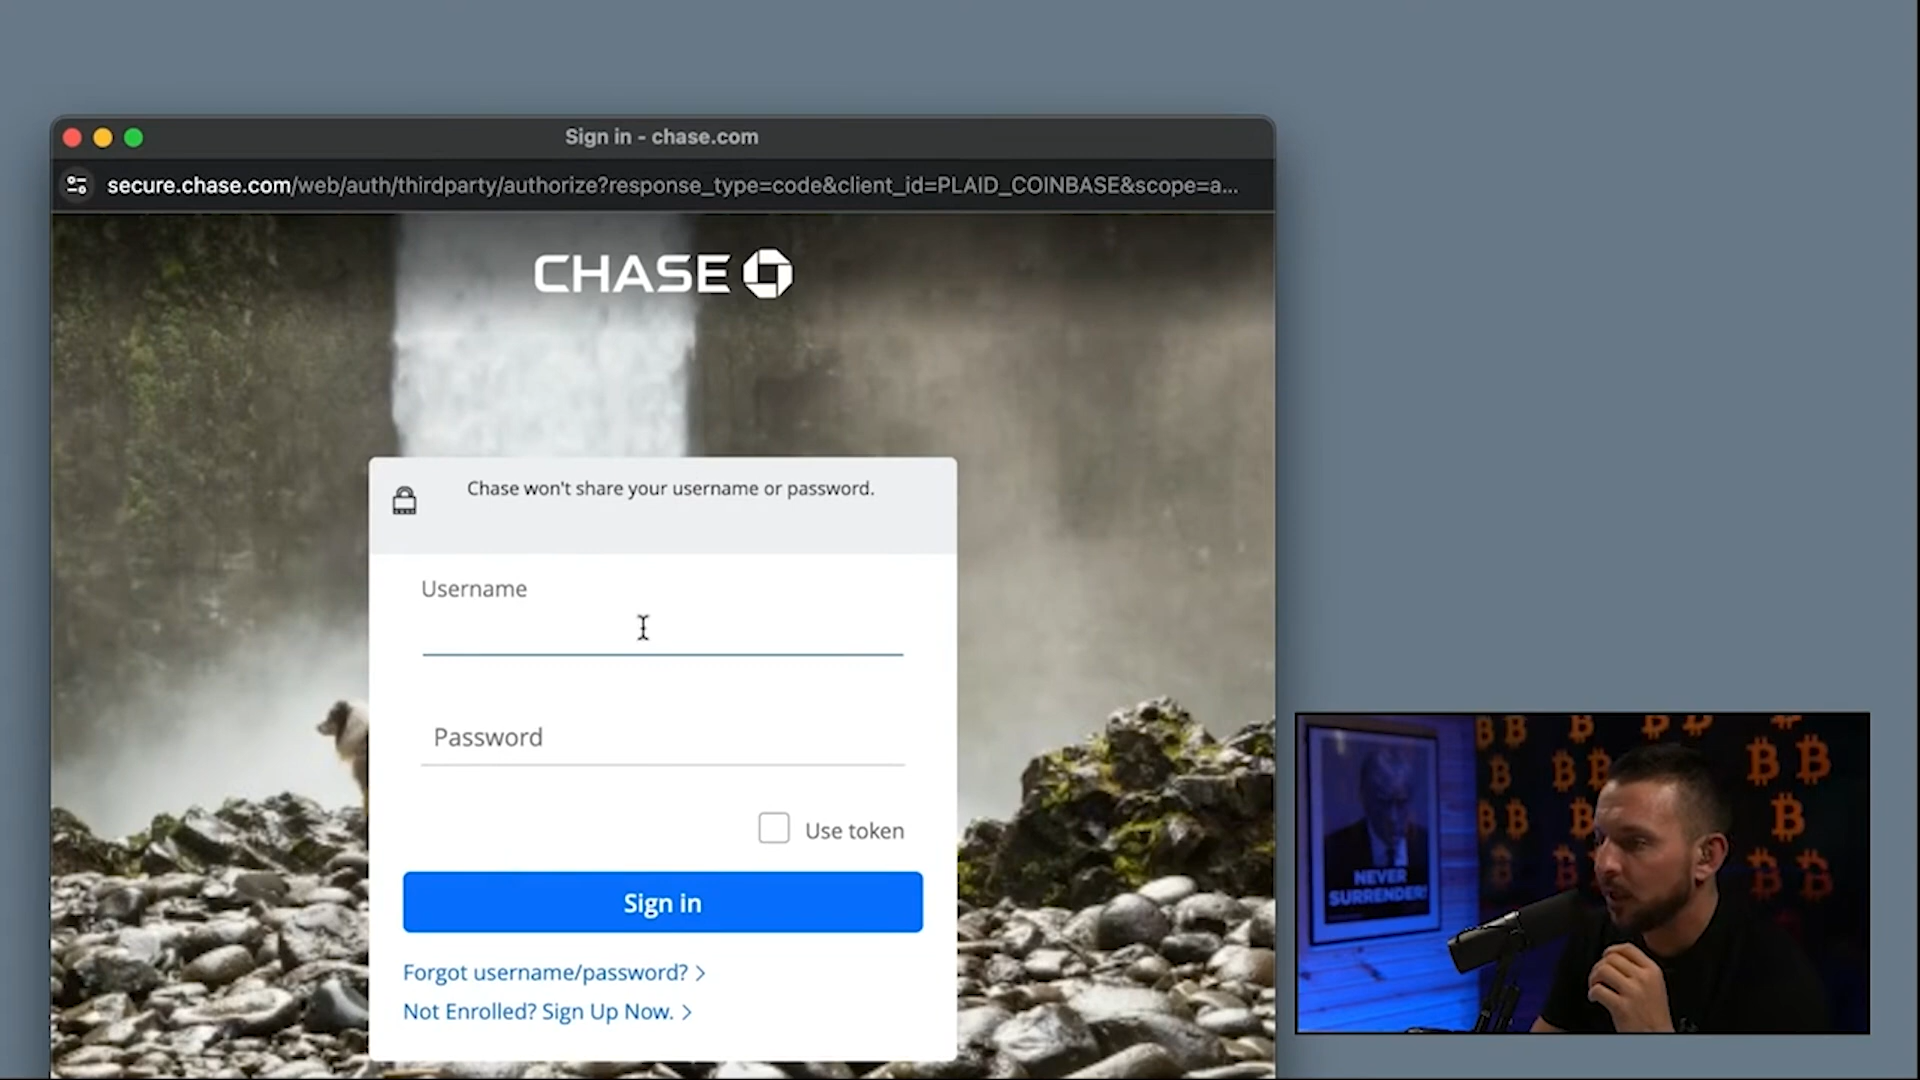 Sign in - chase.com
secure.chase.com/web/auth/thirdparty/authorize?response_type=code&client_id=PLAID_COINBASE&scope=a...
CHASE
Chase won't share your username or password.
Username
Password
Use token
Sign in
Forgot username/password? >
Not Enrolled? Sign Up Now. >
NEVER
SURRENDER!